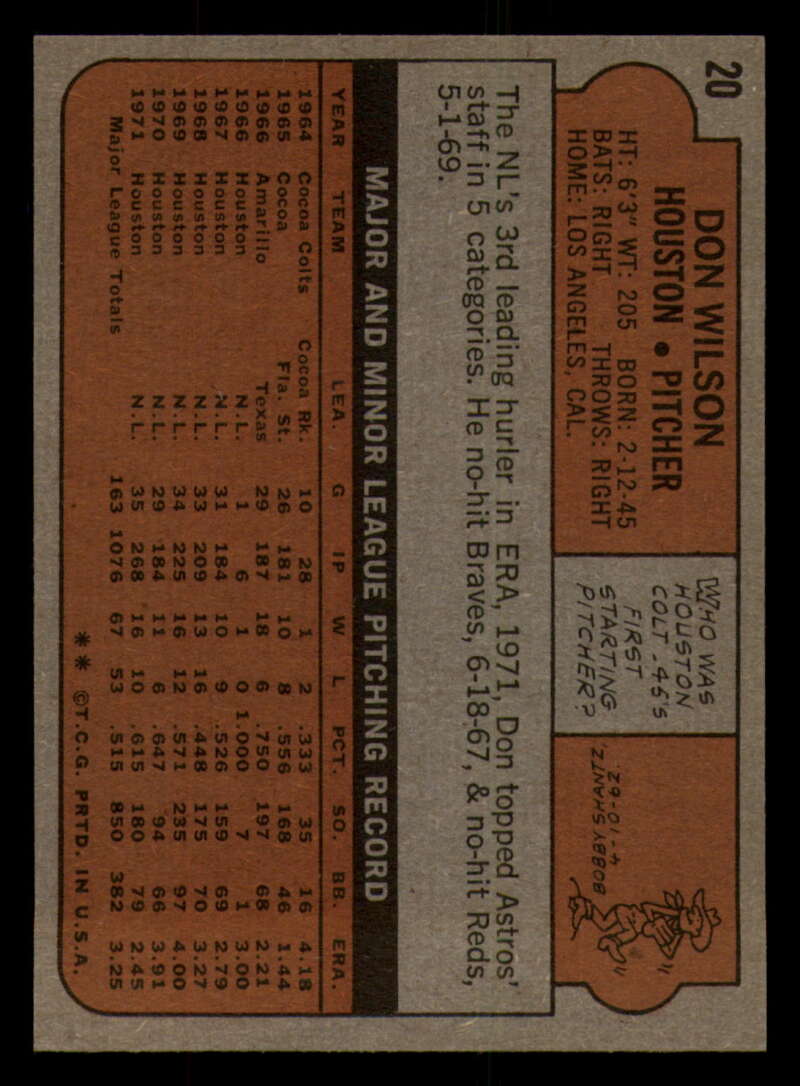 20
DON WILSON
HOUSTON • PITCHER
HT: 6'3" WT: 205 BORN: 2-12-45
BATS: RIGHT THROWS: RIGHT
HOME: LOS ANGELES, CAL.
WHO WAS
HOUSTON
COLT .45'S
FIRST
STARTING
PITCHER?
BOBBY SHANTZ,
4-10-62
The NL's 3rd leading hurler in ERA, 1971, Don topped Astros'
staff in 5 categories. He no-hit Braves, 6-18-67, & no-hit Reds,
5-1-69.
MAJOR AND MINOR LEAGUE PITCHING RECORD
YEAR TEAM LEA. G IP W L PCT. SO. BB. ERA.
1964 Cocoa Colts Cocoa Rk. 10 28 1 2 .333 35 16 4.18
1965 Cocoa Fla. St. 26 181 10 8 .556 168 46 1.44
1966 Amarillo Texas 29 187 18 6 .750 197 68 2.21
1966 Houston N.L. 1 6 1 0 1.000 7 1 3.00
1967 Houston N.L. 31 184 10 9 .526 159 69 2.79
1968 Houston N.L. 33 209 13 16 .448 175 70 3.27
1969 Houston N.L. 34 225 16 12 .571 235 97 4.00
1970 Houston N.L. 29 184 11 6 .647 94 66 3.91
1971 Houston N.L. 35 268 16 10 .615 180 79 2.45
Major League Totals 163 1076 67 53 .515 850 382 3.25
** ©T.C.G. PRTD. IN U.S.A.